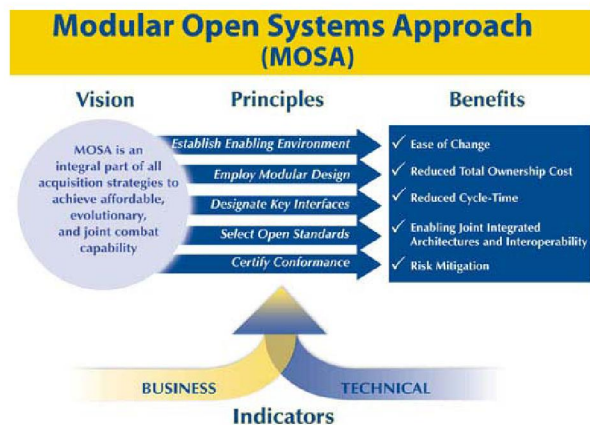 Modular Open Systems Approach
(MOSA)
Vision
Principles
Benefits
MOSA is an
integral part of all
acquisition strategies to
achieve affordable,
evolutionary,
and joint combat
capability
Establish Enabling Environment
Employ Modular Design
Designate Key Interfaces
Select Open Standards
Certify Conformance
✓ Ease of Change
✓ Reduced Total Ownership Cost
✓ Reduced Cycle-Time
✓ Enabling Joint Integrated
Architectures and Interoperability
✓ Risk Mitigation
BUSINESS
TECHNICAL
Indicators